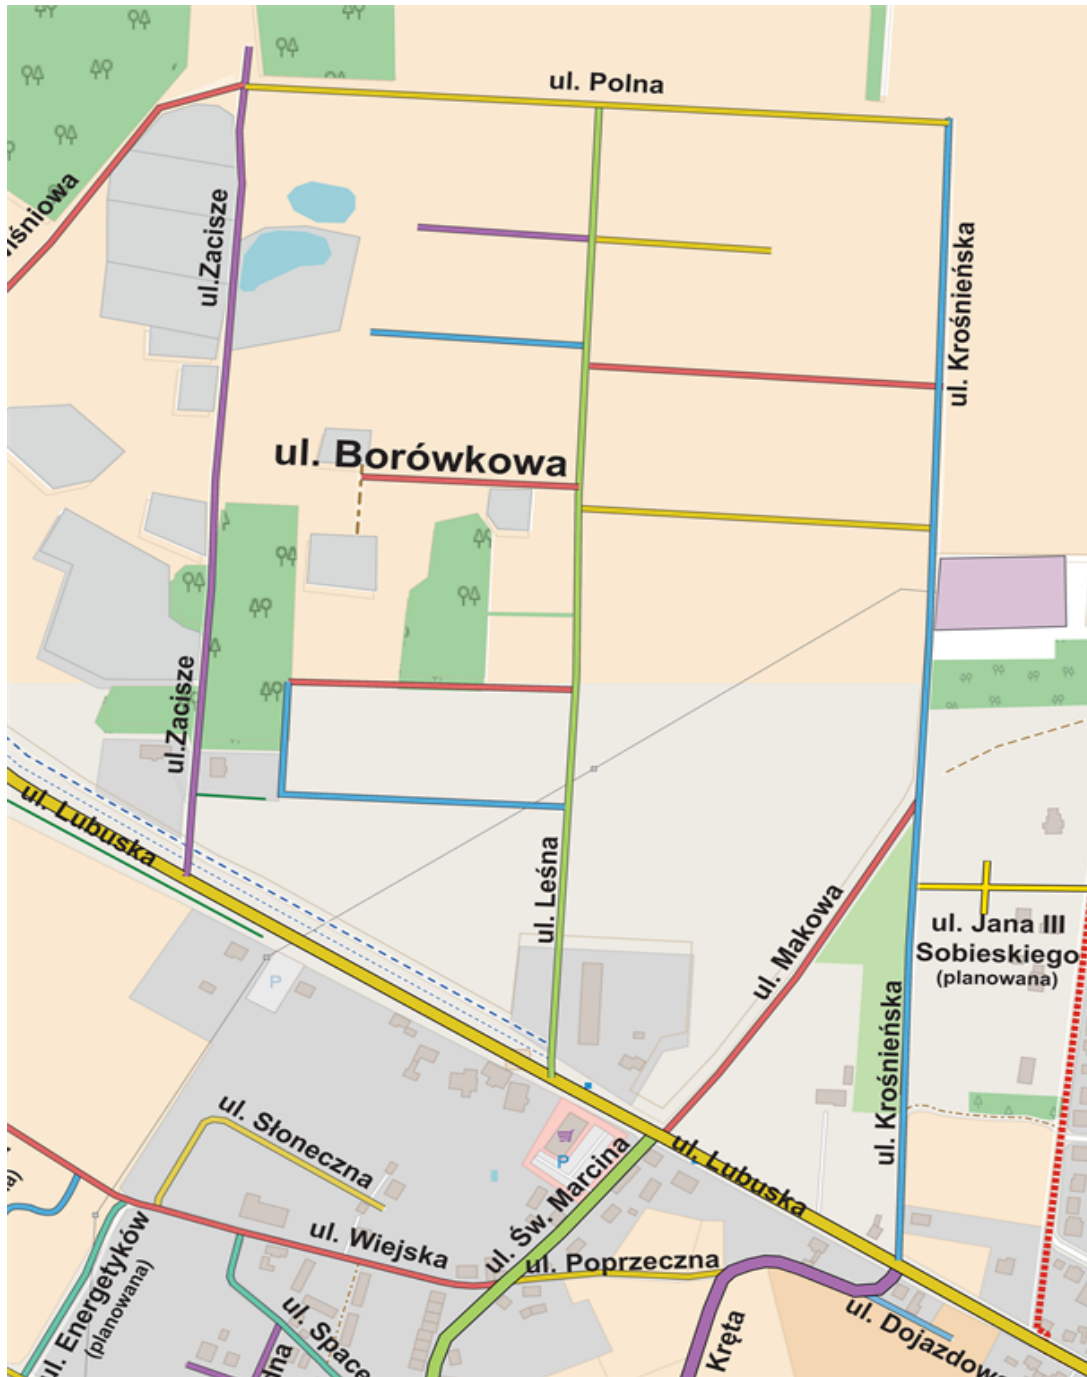 ul. Polna
iśniowa
ul.Zacisze
ul. Krośnieńska
ul. Borówkowa
ul.Zacisze
ul. Lubuska
ul. Leśna
ul. Makowa
ul. Jana III
Sobieskiego
(planowana)
P
ul. Krośnieńska
ul. Słoneczna
P
ul. Św. Marcina
ul. Lubuska
a)
ul. Energetyków
(planowana)
ul. Wiejska
ul. Poprzeczna
ul. Space
dna
Kręta
ul. Dojazdowa